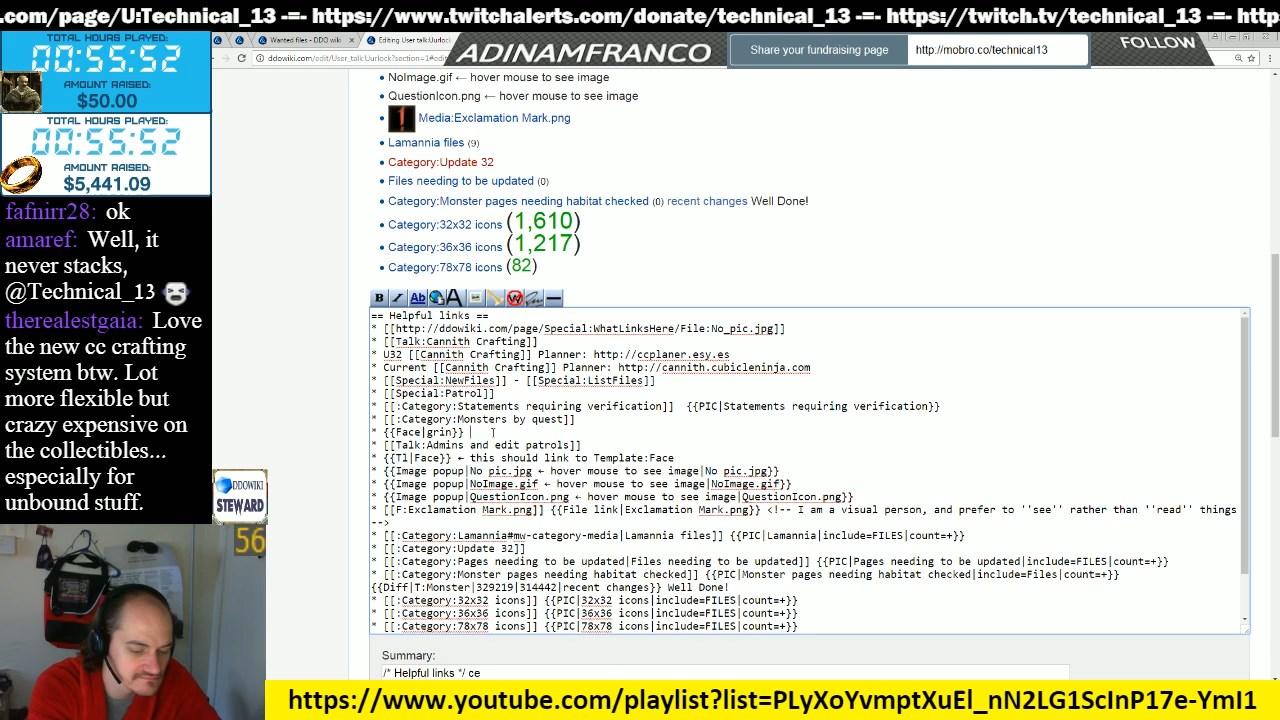 .com/page/U:Technical_13 -=- https://www.twitchalerts.com/donate/technical_13 -=- https://twitch.tv/technical_13 -=- http
TOTAL HOURS PLAYED:
00:55:52
AMOUNT RAISED:
$50.00
TOTAL HOURS PLAYED:
00:55:52
AMOUNT RAISED:
$5,441.09
Wanted files - DDO wiki
Editing User talk:Uurlock
ddowiki.com/edit/User_talk:Uurlock?section=1#edit
ADINAMFRANCO
Share your fundraising page
http://mobro.co/technical13
FOLLOW
fafnirr28: ok
amaref: Well, it
never stacks,
@Technical_13
therealestgaia: Love
the new cc crafting
system btw. Lot
more flexible but
crazy expensive on
the collectibles...
especially for
unbound stuff.
DDOWIKI
STEWARD
56
• NoImage.gif ← hover mouse to see image
• QuestionIcon.png ← hover mouse to see image
• Media:Exclamation Mark.png
• Lamannia files (9)
• Category:Update 32
• Files needing to be updated (0)
• Category:Monster pages needing habitat checked (0) recent changes Well Done!
• Category:32x32 icons (1,610)
• Category:36x36 icons (1,217)
• Category:78x78 icons (82)
B I Ab A
== Helpful links ==
* [[http://ddowiki.com/page/Special:WhatLinksHere/File:No_pic.jpg]]
* [[Talk:Cannith Crafting]]
* U32 [[Cannith Crafting]] Planner: http://ccplaner.esy.es
* Current [[Cannith Crafting]] Planner: http://cannith.cubicleninja.com
* [[Special:NewFiles]] - [[Special:ListFiles]]
* [[Special:Patrol]]
* [[:Category:Statements requiring verification]] {{PIC|Statements requiring verification}}
* [[:Category:Monsters by quest]]
* {{Face|grin}}
* [[Talk:Admins and edit patrols]]
* {{Tl|Face}} ← this should link to Template:Face
* {{Image popup|No pic.jpg ← hover mouse to see image|No pic.jpg}}
* {{Image popup|NoImage.gif ← hover mouse to see image|NoImage.gif}}
* {{Image popup|QuestionIcon.png ← hover mouse to see image|QuestionIcon.png}}
* [[F:Exclamation Mark.png]] {{File link|Exclamation Mark.png}} <!-- I am a visual person, and prefer to ''see'' rather than ''read'' things
-->
* [[:Category:Lamannia#mw-category-media|Lamannia files]] {{PIC|Lamannia|include=FILES|count=+}}
* [[:Category:Update 32]]
* [[:Category:Pages needing to be updated|Files needing to be updated]] {{PIC|Pages needing to be updated|include=FILES|count=+}}
* [[:Category:Monster pages needing habitat checked]] {{PIC|Monster pages needing habitat checked|include=Files|count=+}}
{{Diff|T:Monster|329219|314442|recent changes}} Well Done!
* [[:Category:32x32 icons]] {{PIC|32x32 icons|include=FILES|count=+}}
* [[:Category:36x36 icons]] {{PIC|36x36 icons|include=FILES|count=+}}
* [[:Category:78x78 icons]] {{PIC|78x78 icons|include=FILES|count=+}}
Summary:
/* Helpful links */ ce
https://www.youtube.com/playlist?list=PLyXoYvmptXuEl_nN2LG1ScInP17e-YmI1